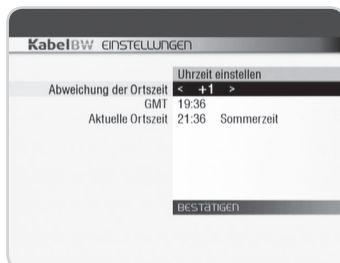 KabelBW EINSTELLUNGEN
Uhrzeit einstellen
Abweichung der Ortszeit < +1 >
GMT 19:36
Aktuelle Ortszeit 21:36 Sommerzeit
BESTÄTIGEN